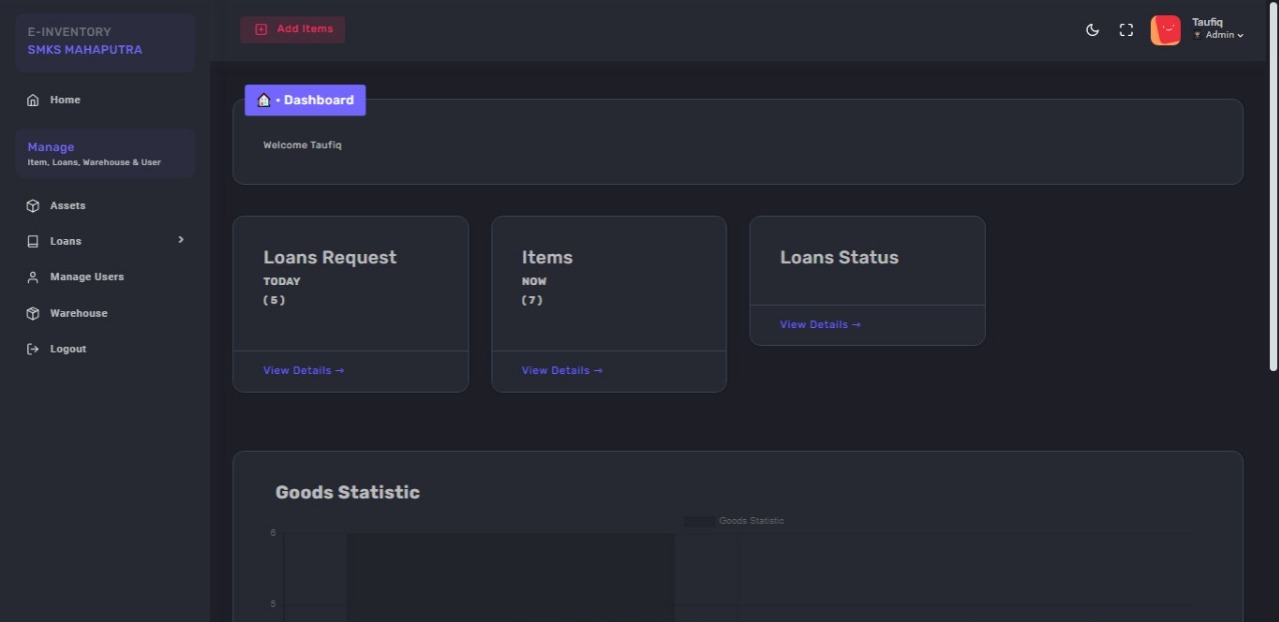 E-INVENTORY
SMKS MAHAPUTRA
Home
Manage
Item, Loans, Warehouse & User
Assets
Loans
Manage Users
Warehouse
Logout
Add Items
Taufiq
Admin
• Dashboard
Welcome Taufiq
Loans Request
TODAY
( 5 )
View Details →
Items
NOW
( 7 )
View Details →
Loans Status
View Details →
Goods Statistic
Goods Statistic
6
5